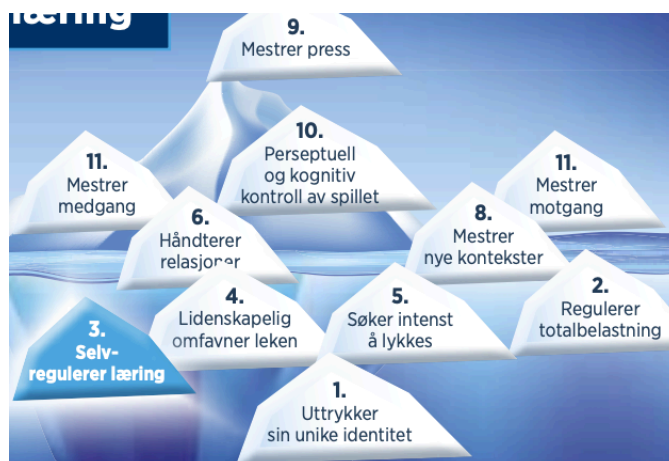 læring
9.
Mestrer press
10.
Perseptuell
og kognitiv
kontroll av spillet
11.
Mestrer
medgang
11.
Mestrer
motgang
6.
Håndterer
relasjoner
8.
Mestrer
nye kontekster
2.
Regulerer
totalbelastning
4.
Lidenskapelig
omfavner leken
5.
Søker intenst
å lykkes
3.
Selv-
regulerer læring
1.
Uttrykker
sin unike identitet